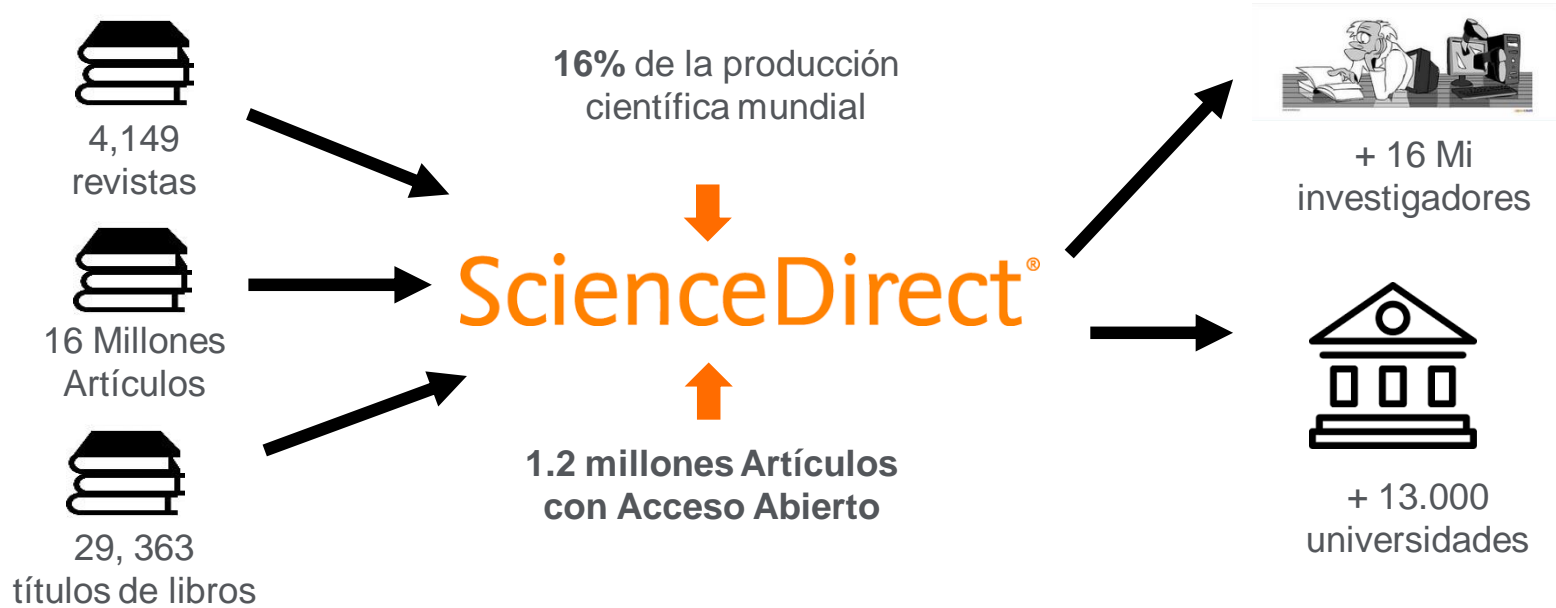 4,149
revistas
16 Millones
Artículos
29, 363
títulos de libros
16% de la producción
científica mundial
ScienceDirect®
1.2 millones Artículos
con Acceso Abierto
+ 16 Mi
investigadores
+ 13.000
universidades